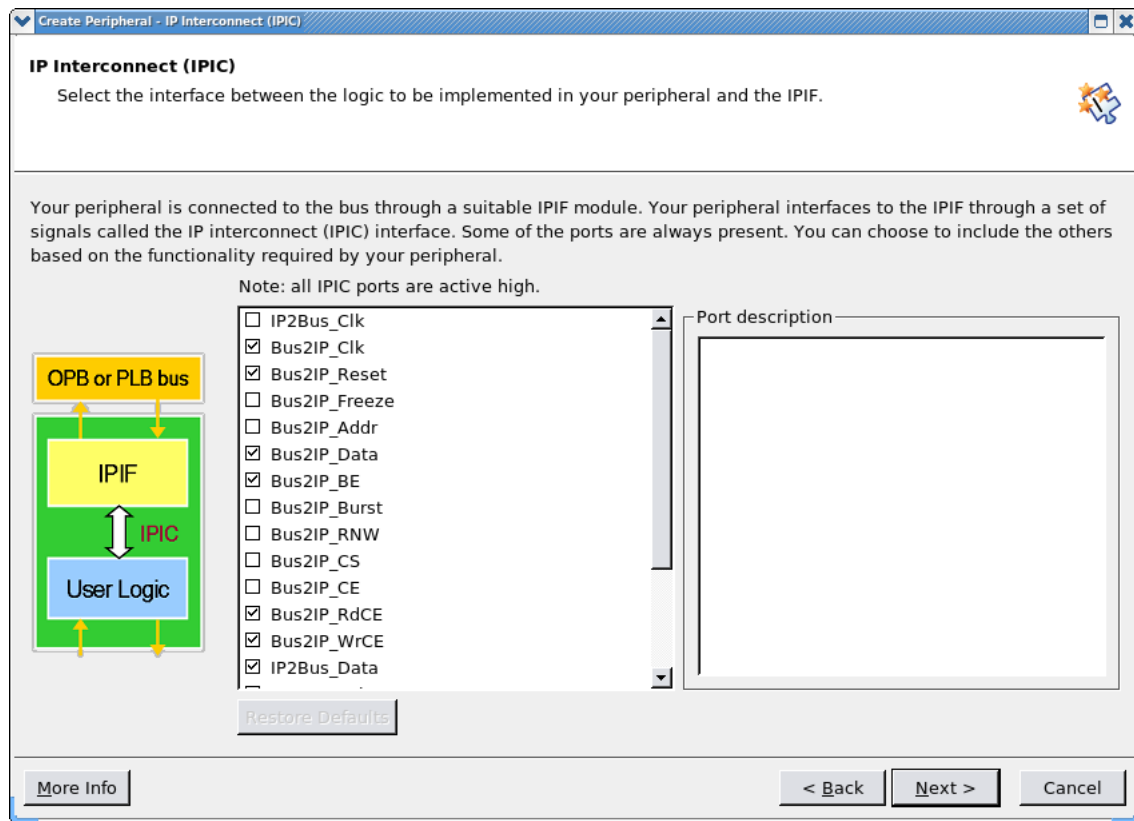 Create Peripheral - IP Interconnect (IPIC)
IP Interconnect (IPIC)
Select the interface between the logic to be implemented in your peripheral and the IPIF.
Your peripheral is connected to the bus through a suitable IPIF module. Your peripheral interfaces to the IPIF through a set of
signals called the IP interconnect (IPIC) interface. Some of the ports are always present. You can choose to include the others
based on the functionality required by your peripheral.
Note: all IPIC ports are active high.
OPB or PLB bus
IPIF
IPIC
User Logic
IP2Bus_Clk
Bus2IP_Clk
Bus2IP_Reset
Bus2IP_Freeze
Bus2IP_Addr
Bus2IP_Data
Bus2IP_BE
Bus2IP_Burst
Bus2IP_RNW
Bus2IP_CS
Bus2IP_CE
Bus2IP_RdCE
Bus2IP_WrCE
IP2Bus_Data
Port description
Restore Defaults
More Info
< Back
Next >
Cancel